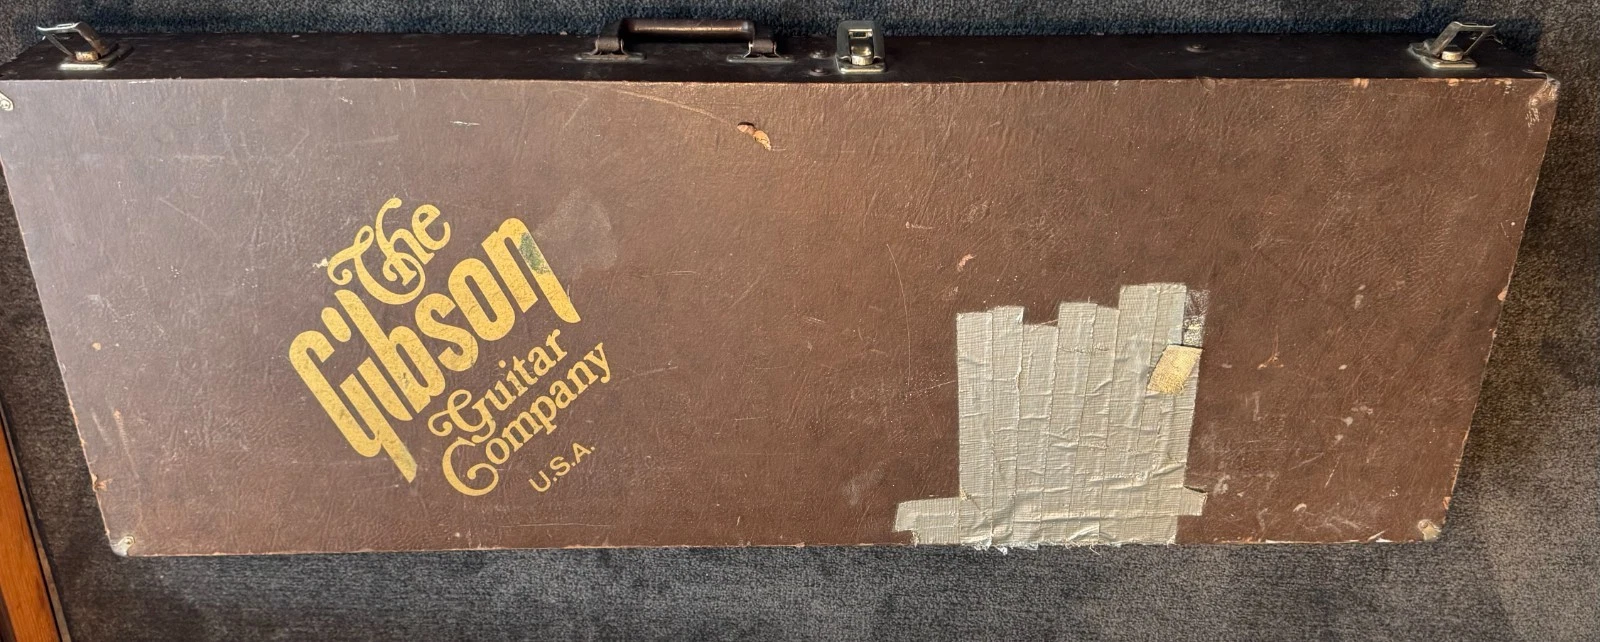 The
Gibson
Guitar
Company
U.S.A.